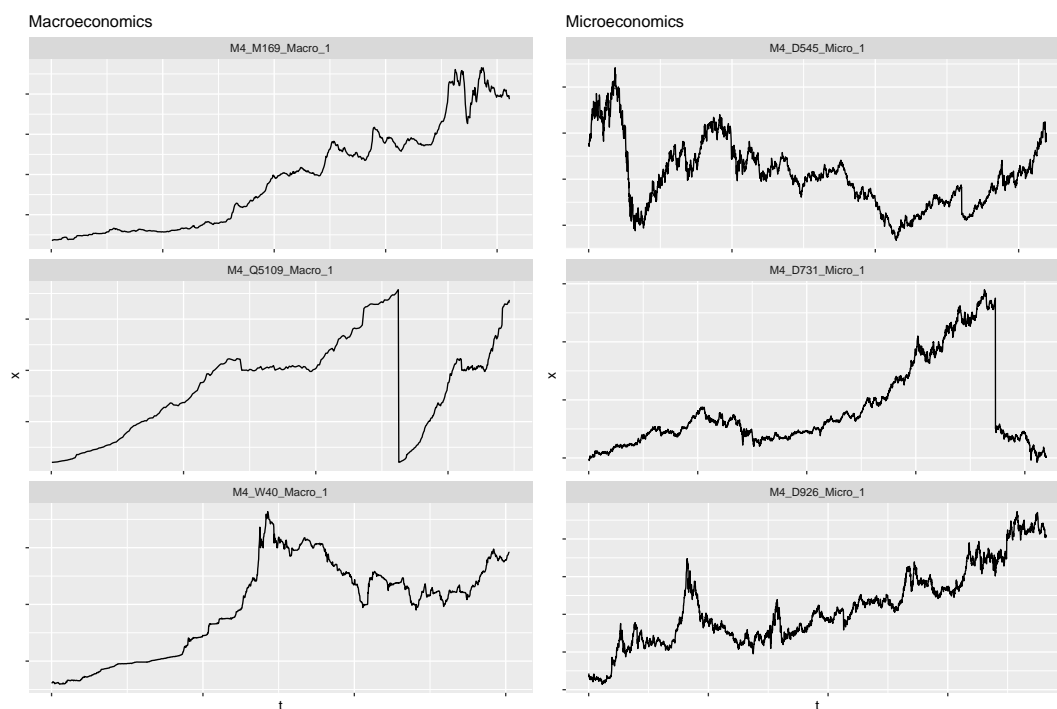 Macroeconomics
M4_M169_Macro_1
M4_Q5109_Macro_1
M4_W40_Macro_1
x
t
Microeconomics
M4_D545_Micro_1
M4_D731_Micro_1
M4_D926_Micro_1
x
t